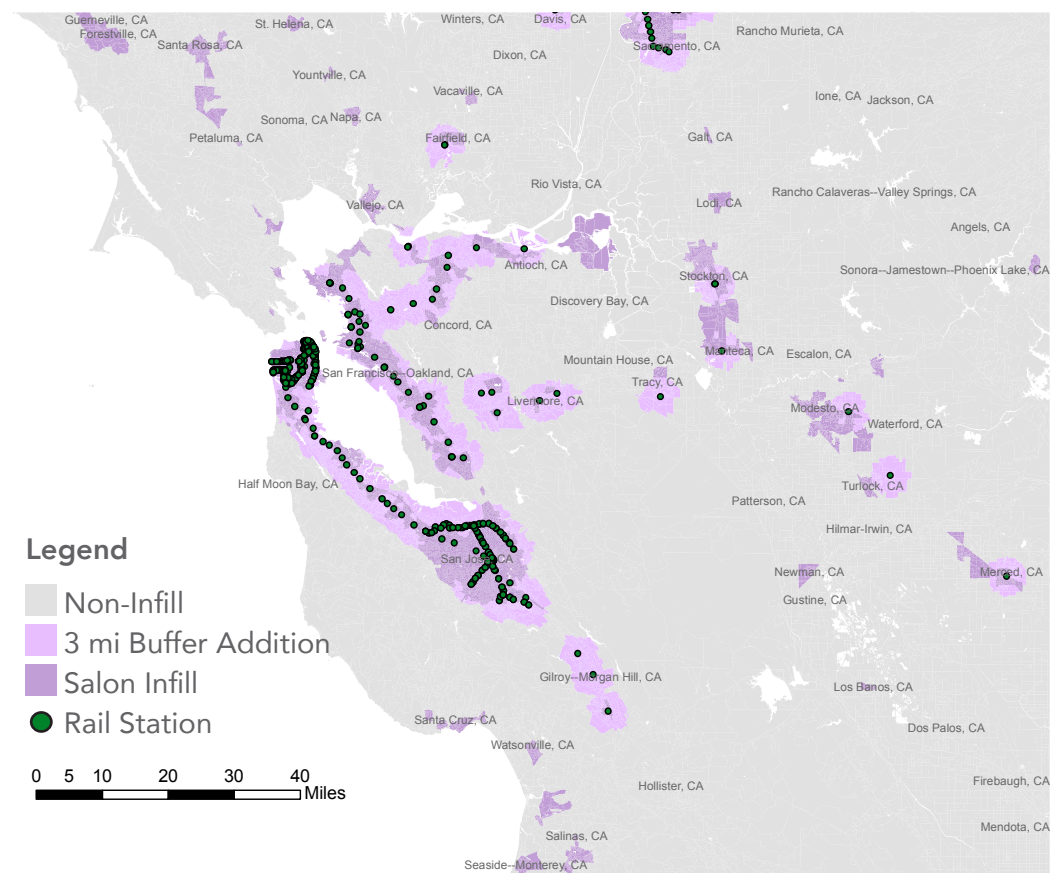 Guerneville, CA
St. Helena, CA
Winters, CA
Davis, CA
Forestville, CA
Rancho Murieta, CA
Santa Rosa, CA
Sacramento, CA
Dixon, CA
Yountville, CA
Vacaville, CA
Ione, CA
Jackson, CA
Sonoma, CA
Napa, CA
Petaluma, CA
Fairfield, CA
Galt, CA
Rio Vista, CA
Rancho Calaveras--Valley Springs, CA
Vallejo, CA
Lodi, CA
Angels, CA
Antioch, CA
Stockton, CA
Sonora--Jamestown--Phoenix Lake, CA
Discovery Bay, CA
Concord, CA
Manteca, CA
Escalon, CA
Mountain House, CA
San Francisco--Oakland, CA
Tracy, CA
Livermore, CA
Modesto, CA
Waterford, CA
Half Moon Bay, CA
Turlock, CA
Patterson, CA
Hilmar-Irwin, CA
San Jose, CA
Newman, CA
Merced, CA
Gustine, CA
Gilroy--Morgan Hill, CA
Los Banos, CA
Santa Cruz, CA
Dos Palos, CA
Watsonville, CA
Hollister, CA
Firebaugh, CA
Mendota, CA
Salinas, CA
Seaside--Monterey, CA
Legend
Non-Infill
3 mi Buffer Addition
Salon Infill
Rail Station
0 5 10 20 30 40
Miles